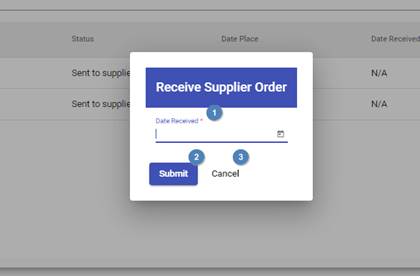 Status Date Place Date Received
Receive Supplier Order
1
Date Received *
Sent to supplie N/A
Sent to supplie N/A
2 3
Submit Cancel